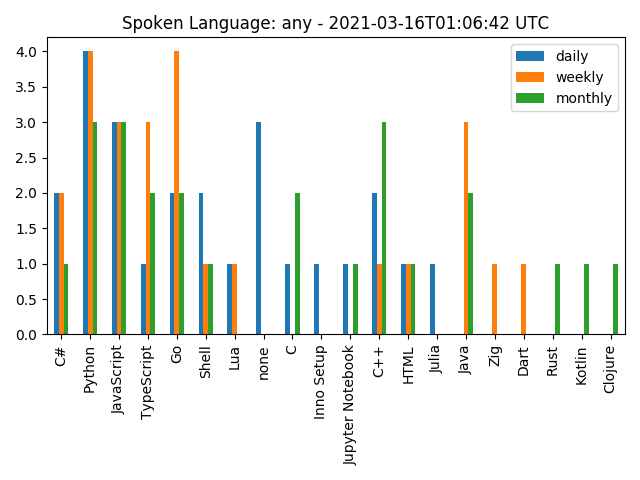 Spoken Language: any - 2021-03-16T01:06:42 UTC
daily
weekly
monthly
4.0
3.5
3.0
2.5
2.0
1.5
1.0
0.5
0.0
C#
Python
JavaScript
TypeScript
Go
Shell
Lua
none
C
Inno Setup
Jupyter Notebook
C++
HTML
Julia
Java
Zig
Dart
Rust
Kotlin
Clojure